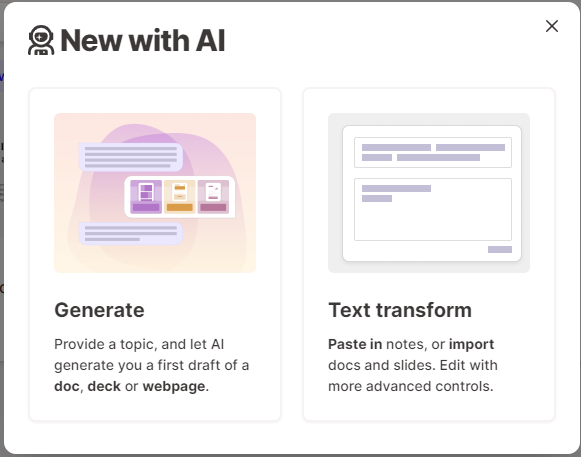 New with AI
Generate
Provide a topic, and let AI
generate you a first draft of a
doc, deck or webpage.
Text transform
Paste in notes, or import
docs and slides. Edit with
more advanced controls.